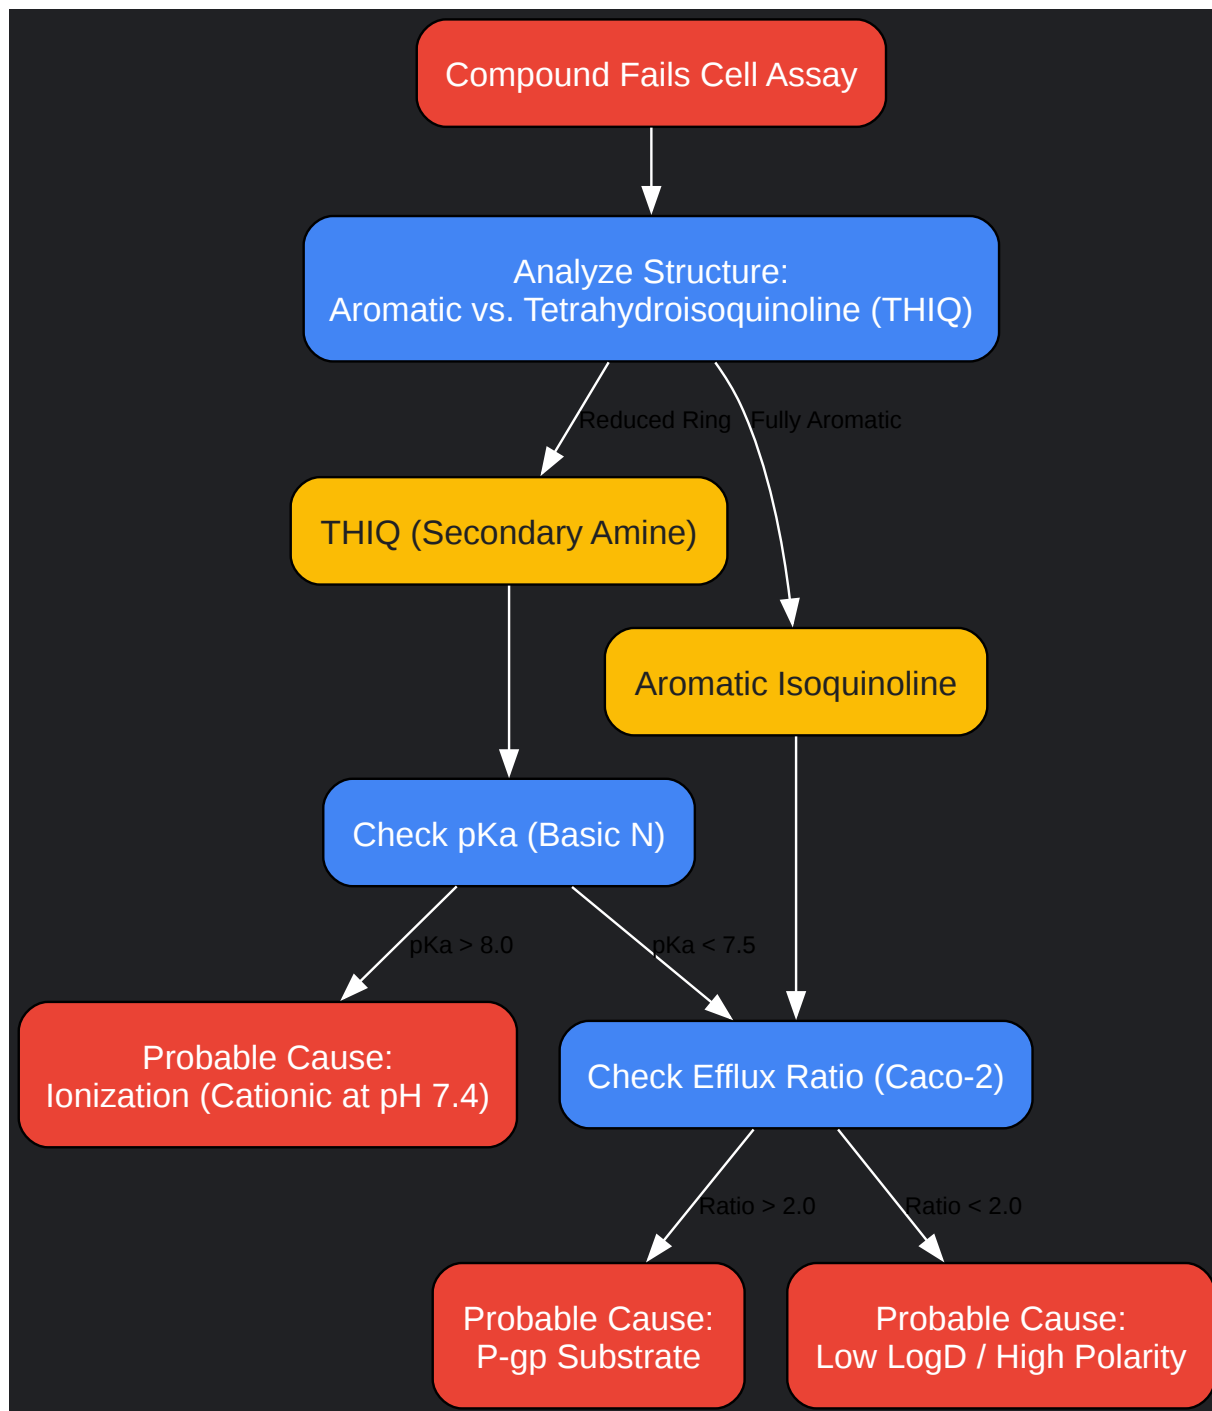 Compound Fails Cell Assay
Analyze Structure:
Aromatic vs. Tetrahydroisoquinoline (THIQ)
Reduced Ring
Fully Aromatic
THIQ (Secondary Amine)
Aromatic Isoquinoline
Check pKa (Basic N)
pKa > 8.0
pKa < 7.5
Probable Cause:
Ionization (Cationic at pH 7.4)
Check Efflux Ratio (Caco-2)
Ratio > 2.0
Ratio < 2.0
Probable Cause:
P-gp Substrate
Probable Cause:
Low LogD / High Polarity